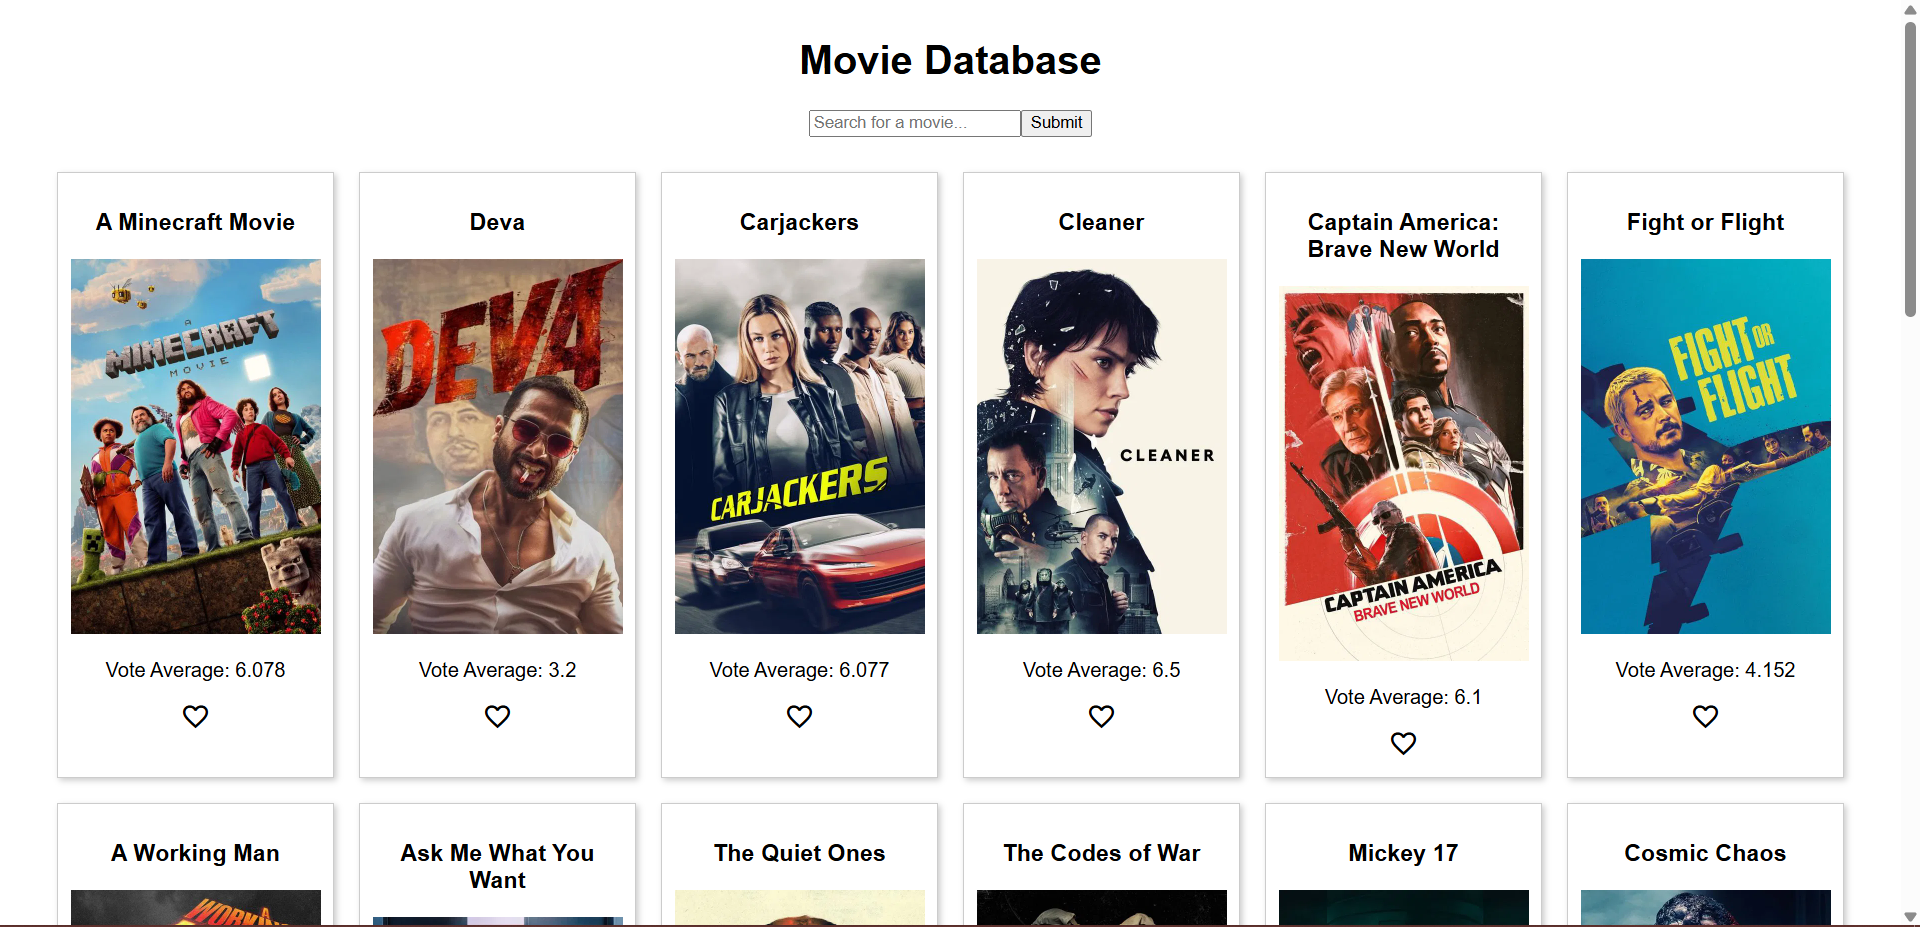 Movie Database
Search for a movie...
Submit
A Minecraft Movie
Deva
Carjackers
Cleaner
Captain America:
Brave New World
Fight or Flight
A
MINECRAFT
MOVIE
DEVA
CARJACKERS
CLEANER
CAPTAIN AMERICA
BRAVE NEW WORLD
FIGHT OR
FLIGHT
Vote Average: 6.078
Vote Average: 3.2
Vote Average: 6.077
Vote Average: 6.5
Vote Average: 6.1
Vote Average: 4.152
A Working Man
Ask Me What You
Want
The Quiet Ones
The Codes of War
Mickey 17
Cosmic Chaos